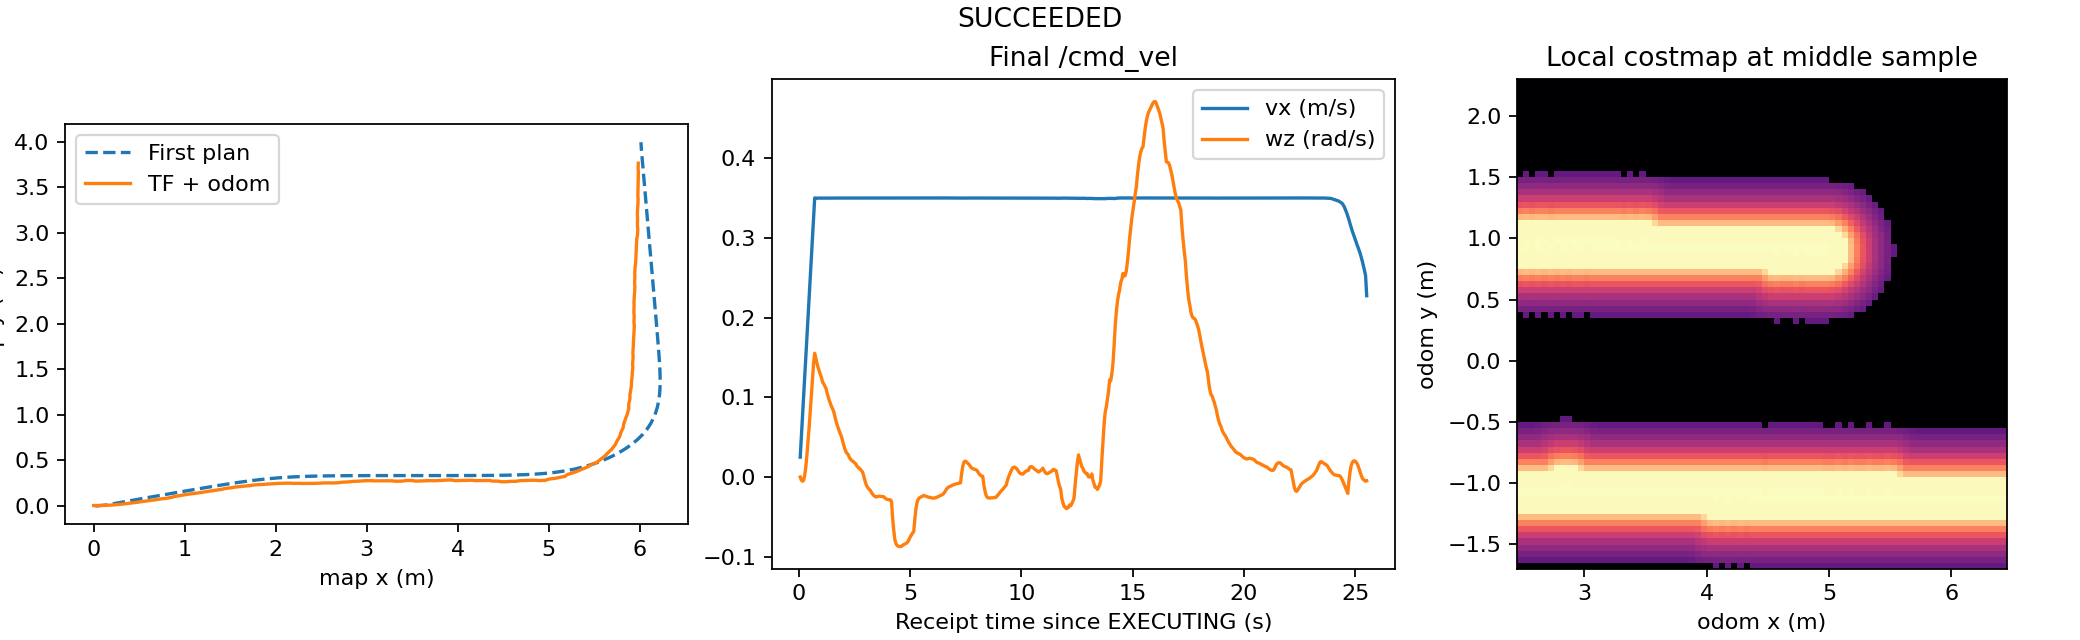 SUCCEEDED
First plan
TF + odom
4.0
3.5
3.0
2.5
2.0
1.5
1.0
0.5
0.0
0 1 2 3 4 5 6
map x (m)
Final /cmd_vel
vx (m/s)
wz (rad/s)
0.4
0.3
0.2
0.1
0.0
−0.1
0 5 10 15 20 25
Receipt time since EXECUTING (s)
Local costmap at middle sample
odom y (m)
2.0
1.5
1.0
0.5
0.0
−0.5
−1.0
−1.5
3 4 5 6
odom x (m)